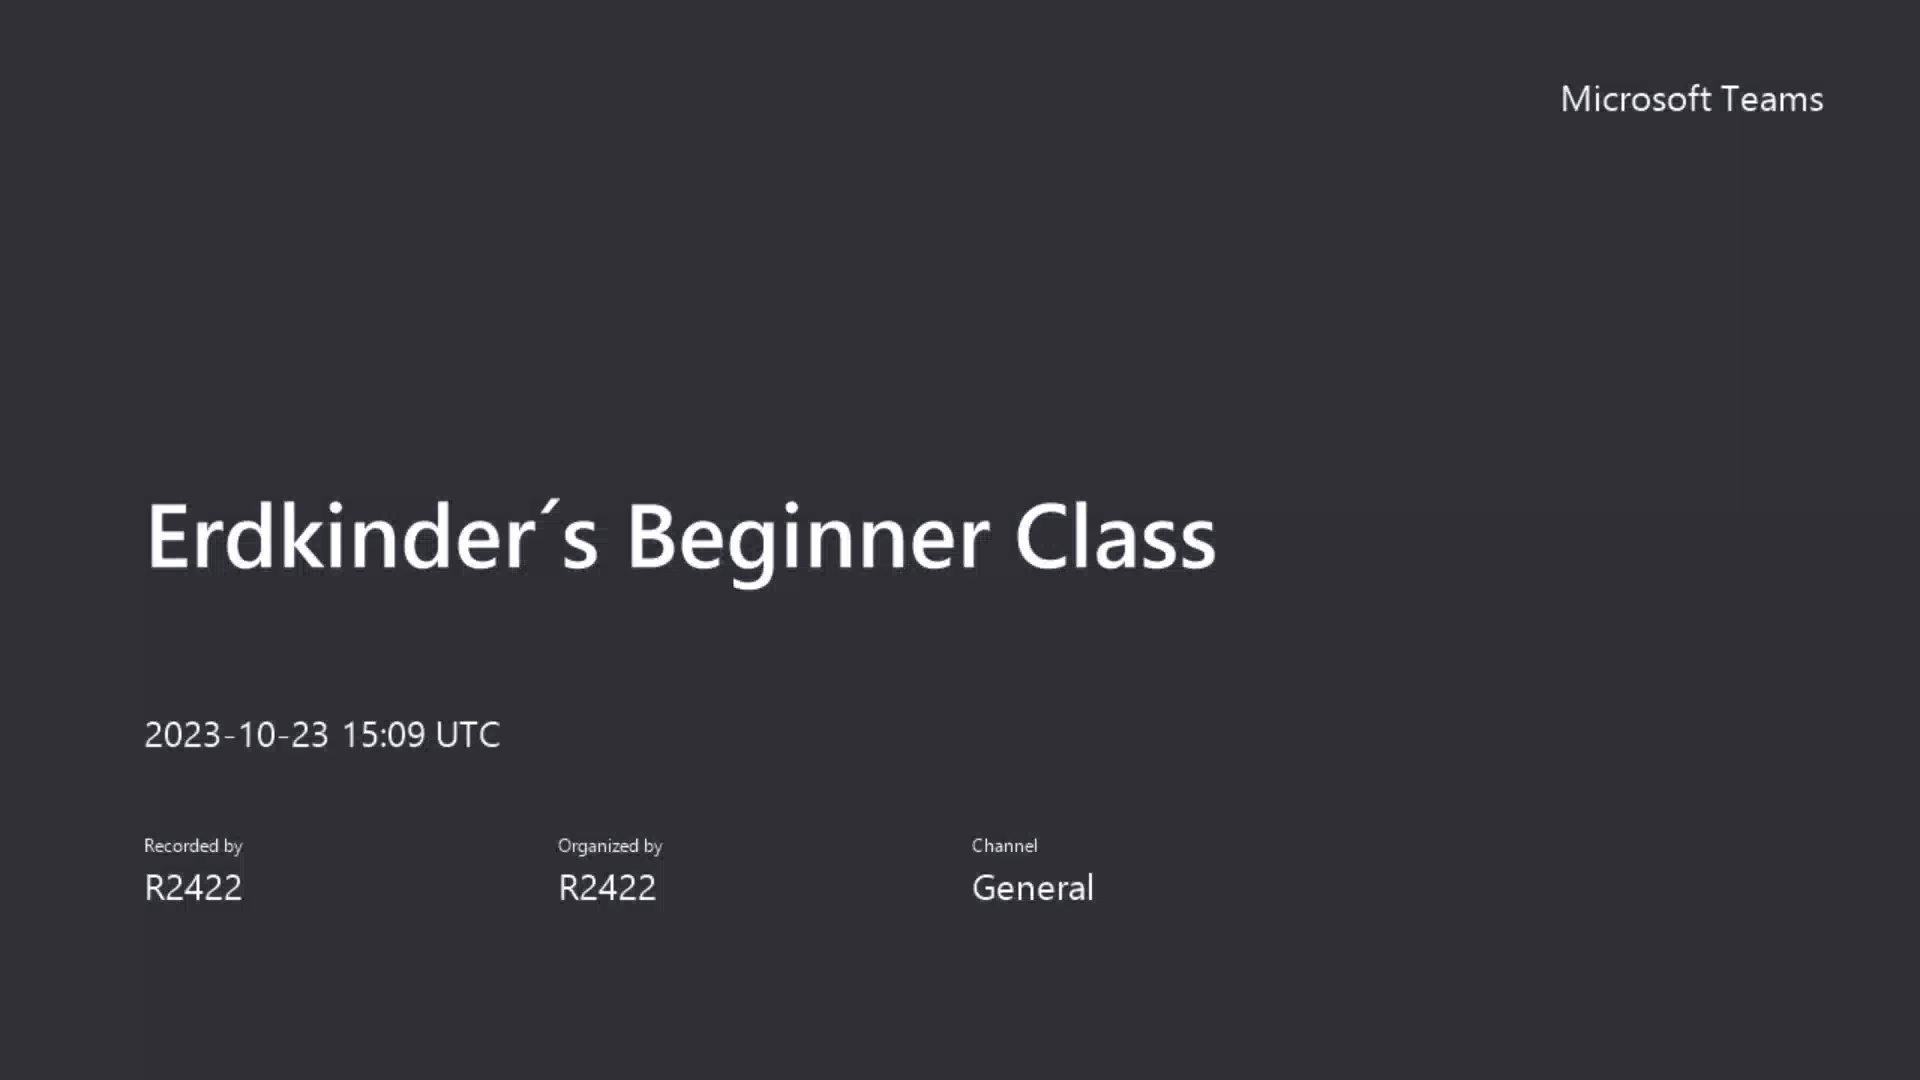 Microsoft Teams
Erdkinder´s Beginner Class
2023-10-23 15:09 UTC
Recorded by
R2422
Organized by
R2422
Channel
General